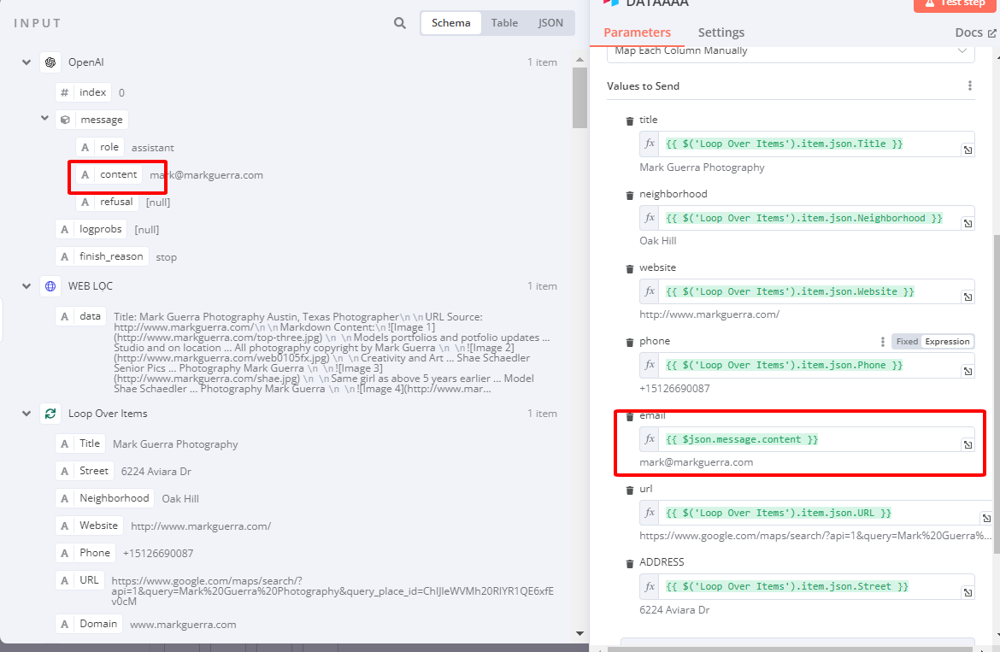 INPUT
Schema
Table
JSON
OpenAI
1 item
# index 0
message
A role assistant
A content mark@markguerra.com
A refusal [null]
A logprobs [null]
A finish_reason stop
WEB LOC
1 item
A data Title: Mark Guerra Photography Austin, Texas Photographer\n \nURL Source:
http://www.markguerra.com/\n \nMarkdown Content:\n![Image 1]
(http://www.markguerra.com/top-three.jpg) \n \nModels portfolios and potfolio updates ...
Studio and on location ... All photography copyright by Mark Guerra \n \n![Image 2]
(http://www.markguerra.com/web0105fx.jpg) \n \nCreativity and Art ... Shae Schaedler
Senior Pics ... Photography Mark Guerra \n \n![Image 3]
(http://www.markguerra.com/shae.jpg) \n \nSame girl as above 5 years earlier ... Model
Shae Schaedler ... Photography Mark Guerra \n \n![Image 4](http://www.mar...
Loop Over Items
1 item
A Title Mark Guerra Photography
A Street 6224 Aviara Dr
A Neighborhood Oak Hill
A Website http://www.markguerra.com/
A Phone +15126690087
A URL https://www.google.com/maps/search/?
api=1&query=Mark%20Guerra%20Photography&query_place_id=ChIJIeWVMh20RIYR1QE6xfE
v0cM
A Domain www.markguerra.com
DATAAAA
Test step
Parameters
Settings
Docs
Map Each Column Manually
Values to Send
title
fx {{ $('Loop Over Items').item.json.Title }}
Mark Guerra Photography
neighborhood
fx {{ $('Loop Over Items').item.json.Neighborhood }}
Oak Hill
website
fx {{ $('Loop Over Items').item.json.Website }}
http://www.markguerra.com/
phone
Fixed Expression
fx {{ $('Loop Over Items').item.json.Phone }}
+15126690087
email
fx {{ $json.message.content }}
mark@markguerra.com
url
fx {{ $('Loop Over Items').item.json.URL }}
https://www.google.com/maps/search/?api=1&query=Mark%20Guerra%...
ADDRESS
fx {{ $('Loop Over Items').item.json.Street }}
6224 Aviara Dr